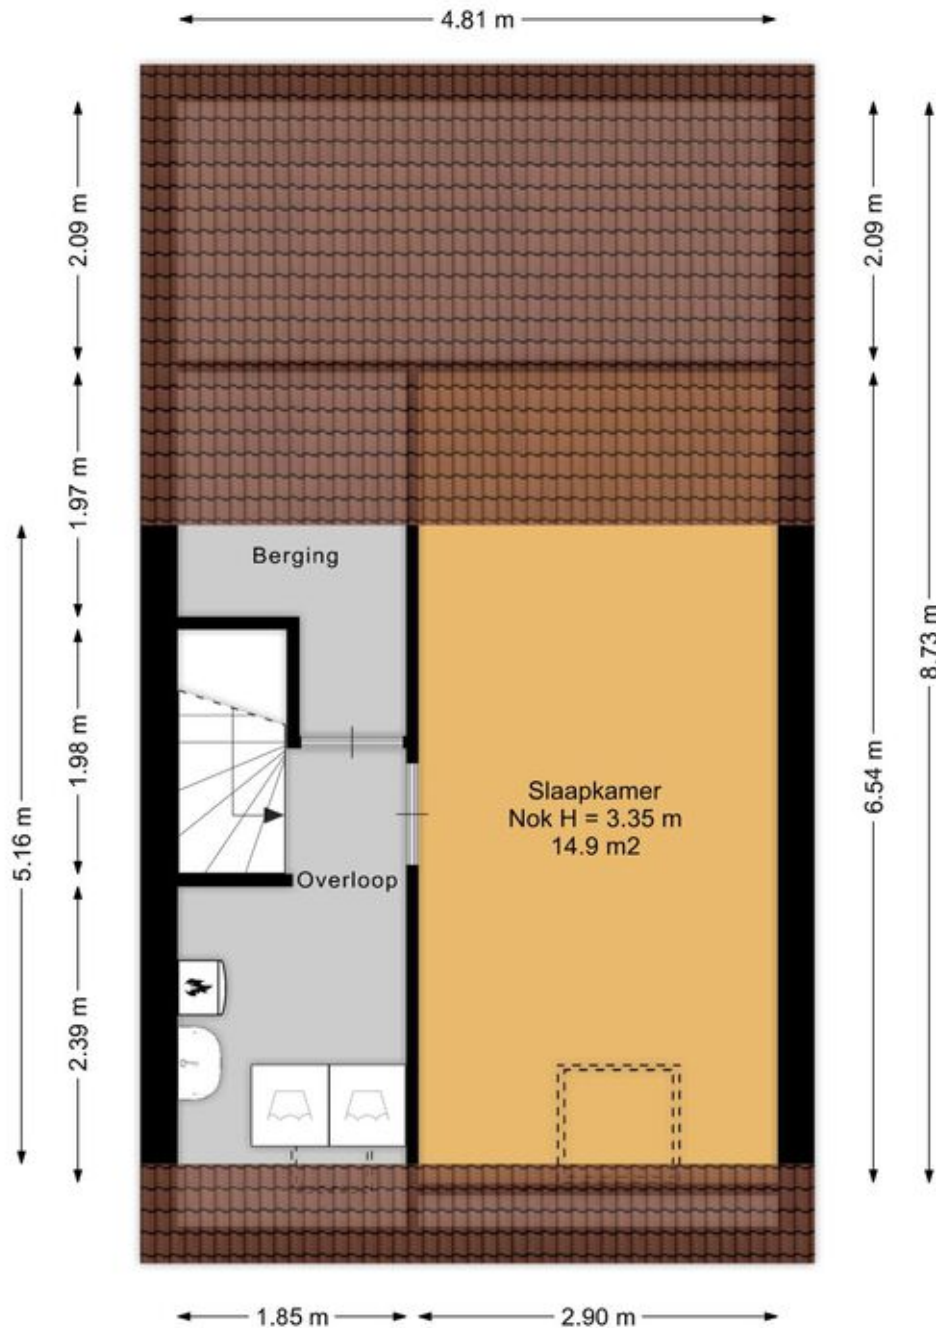 4.81 m
2.09 m
2.09 m
1.97 m
Berging
8.73 m
1.98 m
6.54 m
Slaapkamer
Nok H = 3.35 m
14.9 m2
5.16 m
Overloop
2.39 m
1.85 m
2.90 m